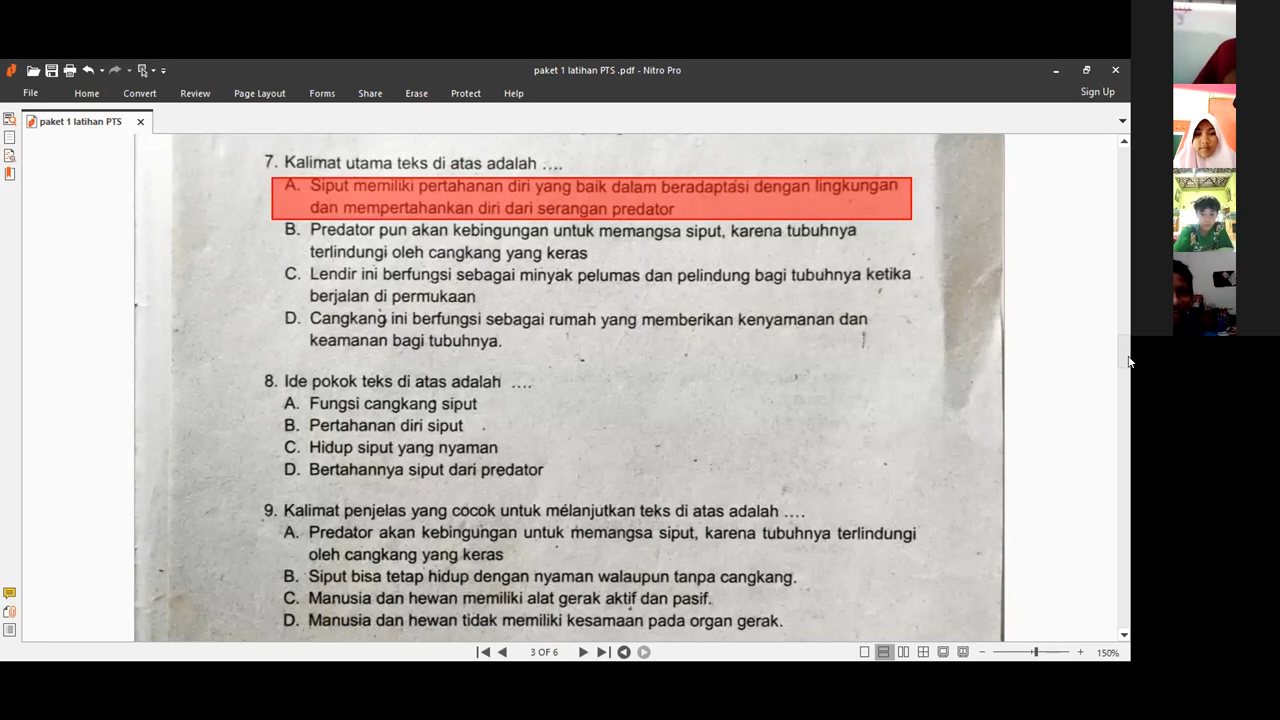 paket 1 latihan PTS .pdf - Nitro Pro
File Home Convert Review Page Layout Forms Share Erase Protect Help Sign Up
paket 1 latihan PTS
7. Kalimat utama teks di atas adalah ....
A. Siput memiliki pertahanan diri yang baik dalam beradaptasi dengan lingkungan
dan mempertahankan diri dari serangan predator
B. Predator pun akan kebingungan untuk memangsa siput, karena tubuhnya
terlindungi oleh cangkang yang keras
C. Lendir ini berfungsi sebagai minyak pelumas dan pelindung bagi tubuhnya ketika
berjalan di permukaan
D. Cangkang ini berfungsi sebagai rumah yang memberikan kenyamanan dan
keamanan bagi tubuhnya.
8. Ide pokok teks di atas adalah ....
A. Fungsi cangkang siput
B. Pertahanan diri siput
C. Hidup siput yang nyaman
D. Bertahannya siput dari predator
9. Kalimat penjelas yang cocok untuk melanjutkan teks di atas adalah ....
A. Predator akan kebingungan untuk memangsa siput, karena tubuhnya terlindungi
oleh cangkang yang keras
B. Siput bisa tetap hidup dengan nyaman walaupun tanpa cangkang.
C. Manusia dan hewan memiliki alat gerak aktif dan pasif.
D. Manusia dan hewan tidak memiliki kesamaan pada organ gerak.
3 OF 6
150%